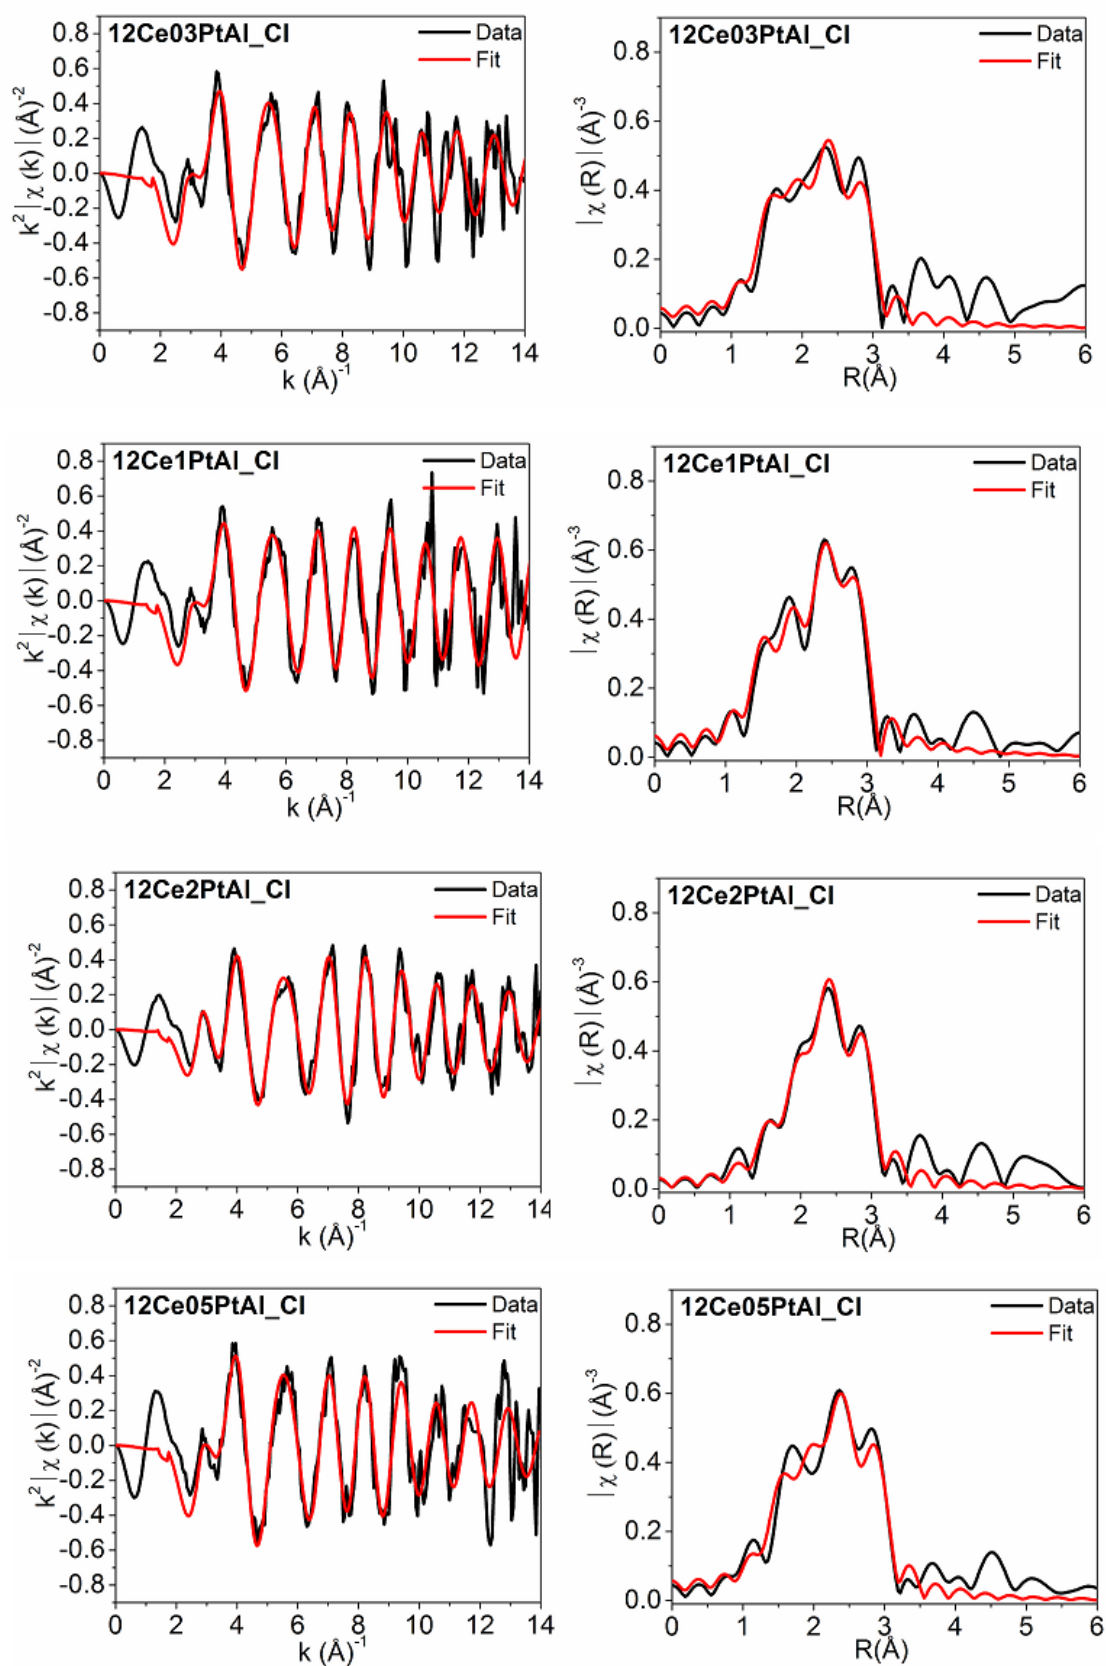 12Ce03PtAl_Cl
Data
Fit
0.8
0.6
0.4
0.2
0.0
-0.2
-0.4
-0.6
-0.8
k²|χ(k)|(Å)⁻²
0 2 4 6 8 10 12 14
k (Å)⁻¹
12Ce03PtAl_Cl
Data
Fit
0.8
0.6
0.4
0.2
0.0
|χ(R)|(Å)⁻³
0 1 2 3 4 5 6
R(Å)
12Ce1PtAl_Cl
Data
Fit
0.8
0.6
0.4
0.2
0.0
-0.2
-0.4
-0.6
-0.8
k²|χ(k)|(Å)⁻²
0 2 4 6 8 10 12 14
k (Å)⁻¹
12Ce1PtAl_Cl
Data
Fit
0.8
0.6
0.4
0.2
0.0
|χ(R)|(Å)⁻³
0 1 2 3 4 5 6
R(Å)
12Ce2PtAl_Cl
Data
Fit
0.8
0.6
0.4
0.2
0.0
-0.2
-0.4
-0.6
-0.8
k²|χ(k)|(Å)⁻²
0 2 4 6 8 10 12 14
k (Å)⁻¹
12Ce2PtAl_Cl
Data
Fit
0.8
0.6
0.4
0.2
0.0
|χ(R)|(Å)⁻³
0 1 2 3 4 5 6
R(Å)
12Ce05PtAl_Cl
Data
Fit
0.8
0.6
0.4
0.2
0.0
-0.2
-0.4
-0.6
-0.8
k²|χ(k)|(Å)⁻²
0 2 4 6 8 10 12 14
k (Å)⁻¹
12Ce05PtAl_Cl
Data
Fit
0.8
0.6
0.4
0.2
0.0
|χ(R)|(Å)⁻³
0 1 2 3 4 5 6
R(Å)